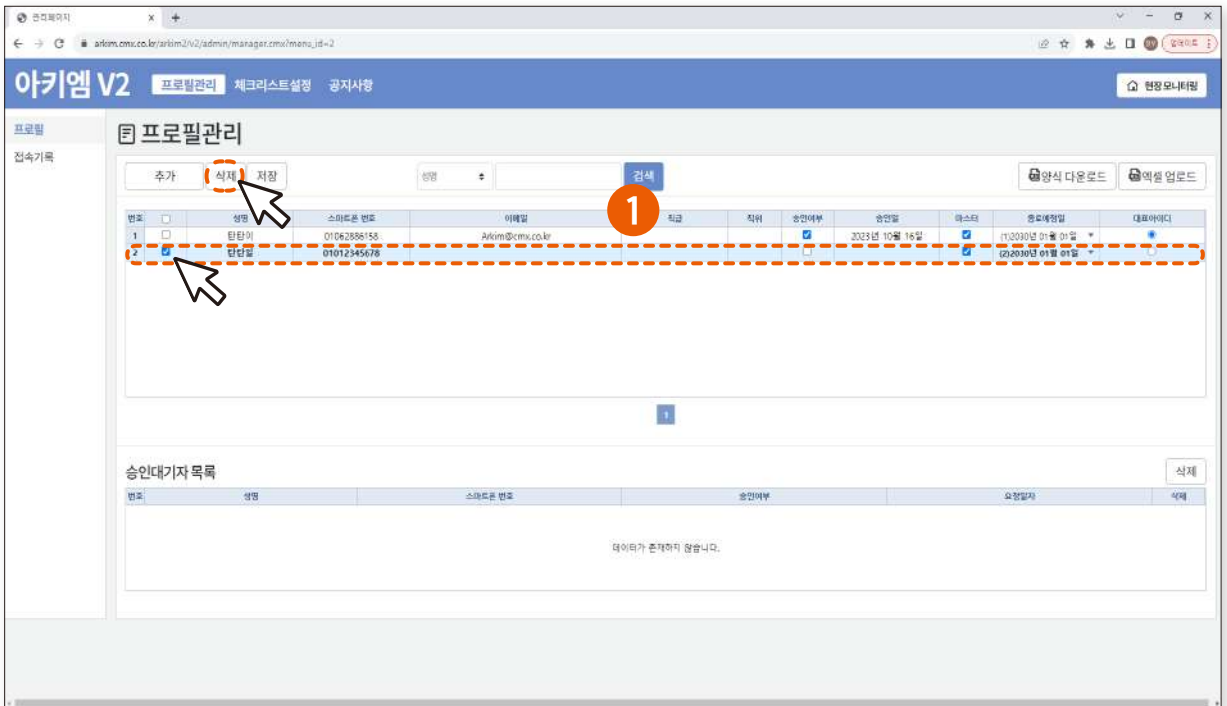 관리페이지
arkim.cmx.co.kr/arkim2/v2/admin/manager.cmx?menu_id=2
업데이트
아키엠 V2 프로필관리 체크리스트설정 공지사항 현장모니터링
프로필
접속기록
프로필관리
추가 삭제 저장 성명 검색 양식 다운로드 엑셀 업로드
1
번호 성명 스마트폰 번호 이메일 직급 직위 승인여부 승인일 마스터 종료예정일 대표아이디
1 탄탄이 01062886158 Arkim@cmx.co.kr 2023년 10월 16일 (1)2030년 01월 01일
2 탄탄일 01012345678 (2)2030년 01월 01일
1
승인대기자 목록 삭제
번호 성명 스마트폰 번호 승인여부 요청일자 삭제
데이터가 존재하지 않습니다.